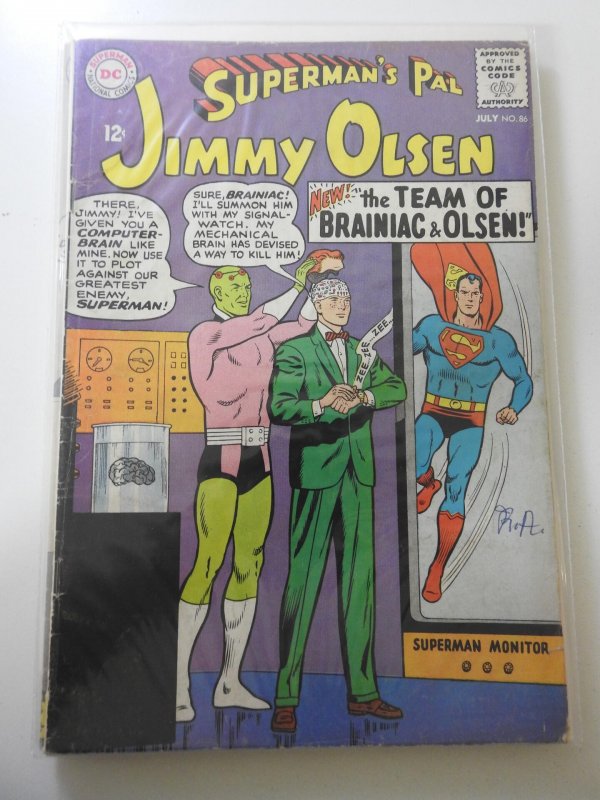 SUPERMAN
DC
NATIONAL COMICS
SUPERMAN'S PAL
JIMMY OLSEN
12¢
APPROVED
BY THE
COMICS
CODE
CA
AUTHORITY
JULY NO. 86
NEW!- "the TEAM OF
BRAINIAC & OLSEN!"
THERE,
JIMMY! I'VE
GIVEN YOU A
COMPUTER-
BRAIN LIKE
MINE. NOW USE
IT TO PLOT
AGAINST OUR
GREATEST
ENEMY,
SUPERMAN!
SURE, BRAINIAC!
I'LL SUMMON HIM
WITH MY SIGNAL-
WATCH. MY
MECHANICAL
BRAIN HAS DEVISED
A WAY TO KILL HIM!
ZEE...ZEE...ZEE...
S
SUPERMAN MONITOR